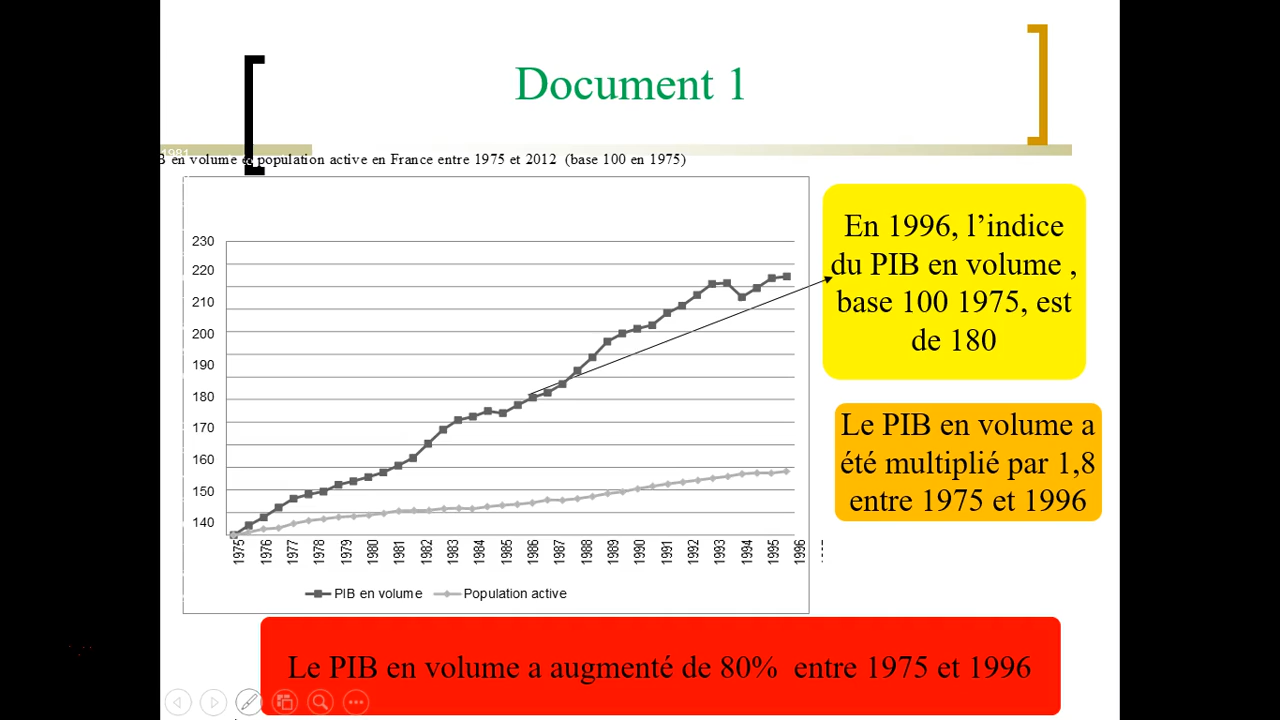 Document 1
1981
B en volume et population active en France entre 1975 et 2012 (base 100 en 1975)
230
220
210
200
190
180
170
160
150
140
1975 1976 1977 1978 1979 1980 1981 1982 1983 1984 1985 1986 1987 1988 1989 1990 1991 1992 1993 1994 1995 1996
PIB en volume Population active
En 1996, l’indice
du PIB en volume ,
base 100 1975, est
de 180
Le PIB en volume a
été multiplié par 1,8
entre 1975 et 1996
Le PIB en volume a augmenté de 80% entre 1975 et 1996